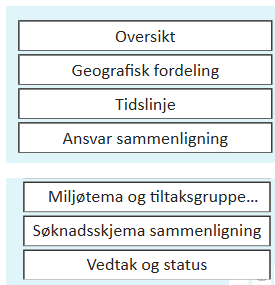 Oversikt
Geografisk fordeling
Tidslinje
Ansvar sammenligning
Miljøtema og tiltaksgruppe...
Søknadsskjema sammenligning
Vedtak og status